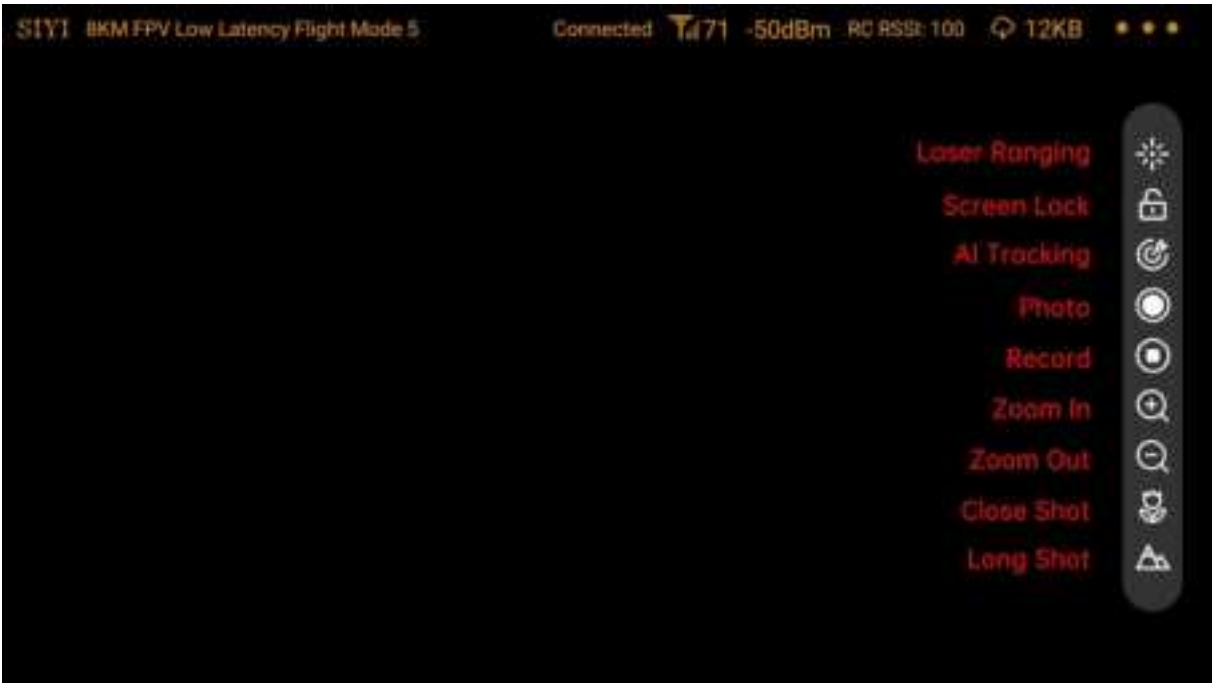 SIYI 8KM FPV Low Latency Flight Mode 5 Connected 71 -50dBm RC RSSI: 100 12KB
Laser Ranging
Screen Lock
AI Tracking
Photo
Record
Zoom In
Zoom Out
Close Shot
Long Shot